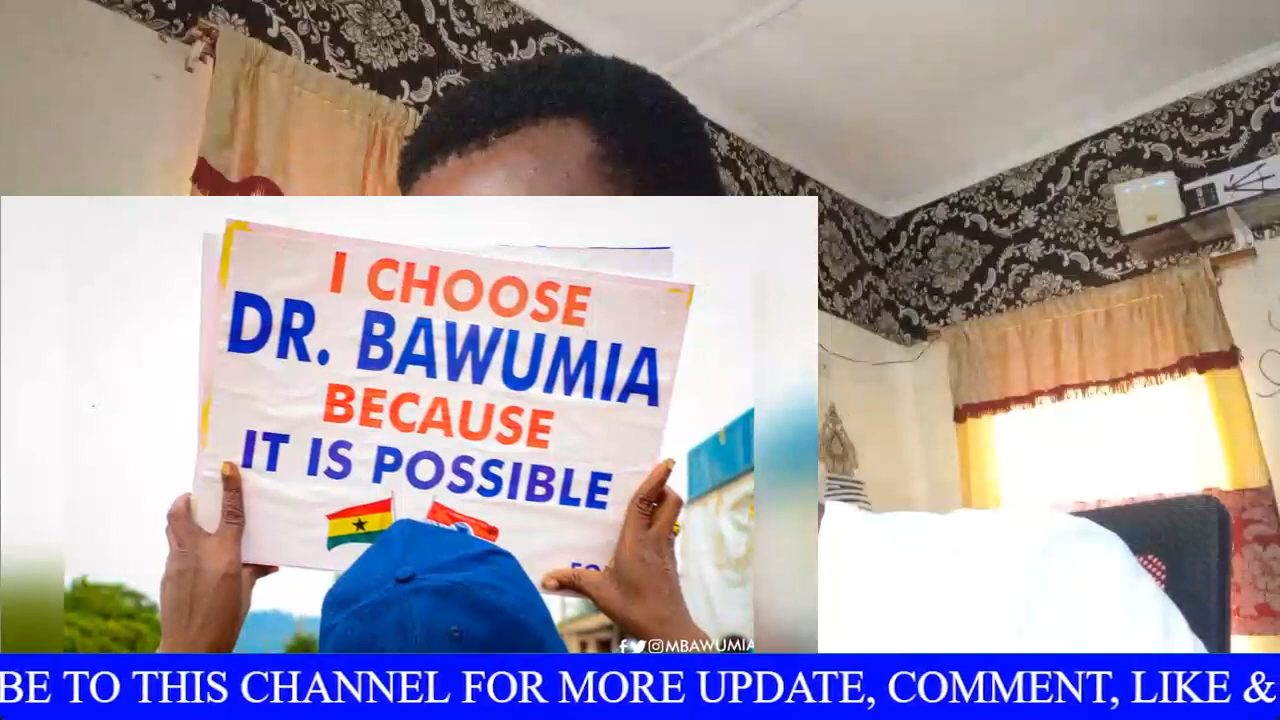 I CHOOSE
DR. BAWUMIA
BECAUSE
IT IS POSSIBLE
MBAWUMIA
BE TO THIS CHANNEL FOR MORE UPDATE, COMMENT, LIKE &